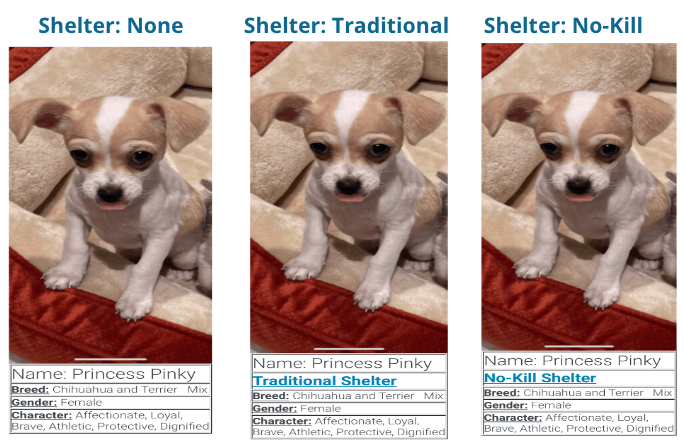 Shelter: None
Name: Princess Pinky
Breed: Chihuahua and Terrier Mix
Gender: Female
Character: Affectionate, Loyal,
Brave, Athletic, Protective, Dignified
Shelter: Traditional
Name: Princess Pinky
Traditional Shelter
Breed: Chihuahua and Terrier Mix
Gender: Female
Character: Affectionate, Loyal,
Brave, Athletic, Protective, Dignified
Shelter: No-Kill
Name: Princess Pinky
No-Kill Shelter
Breed: Chihuahua and Terrier Mix
Gender: Female
Character: Affectionate, Loyal,
Brave, Athletic, Protective, Dignified